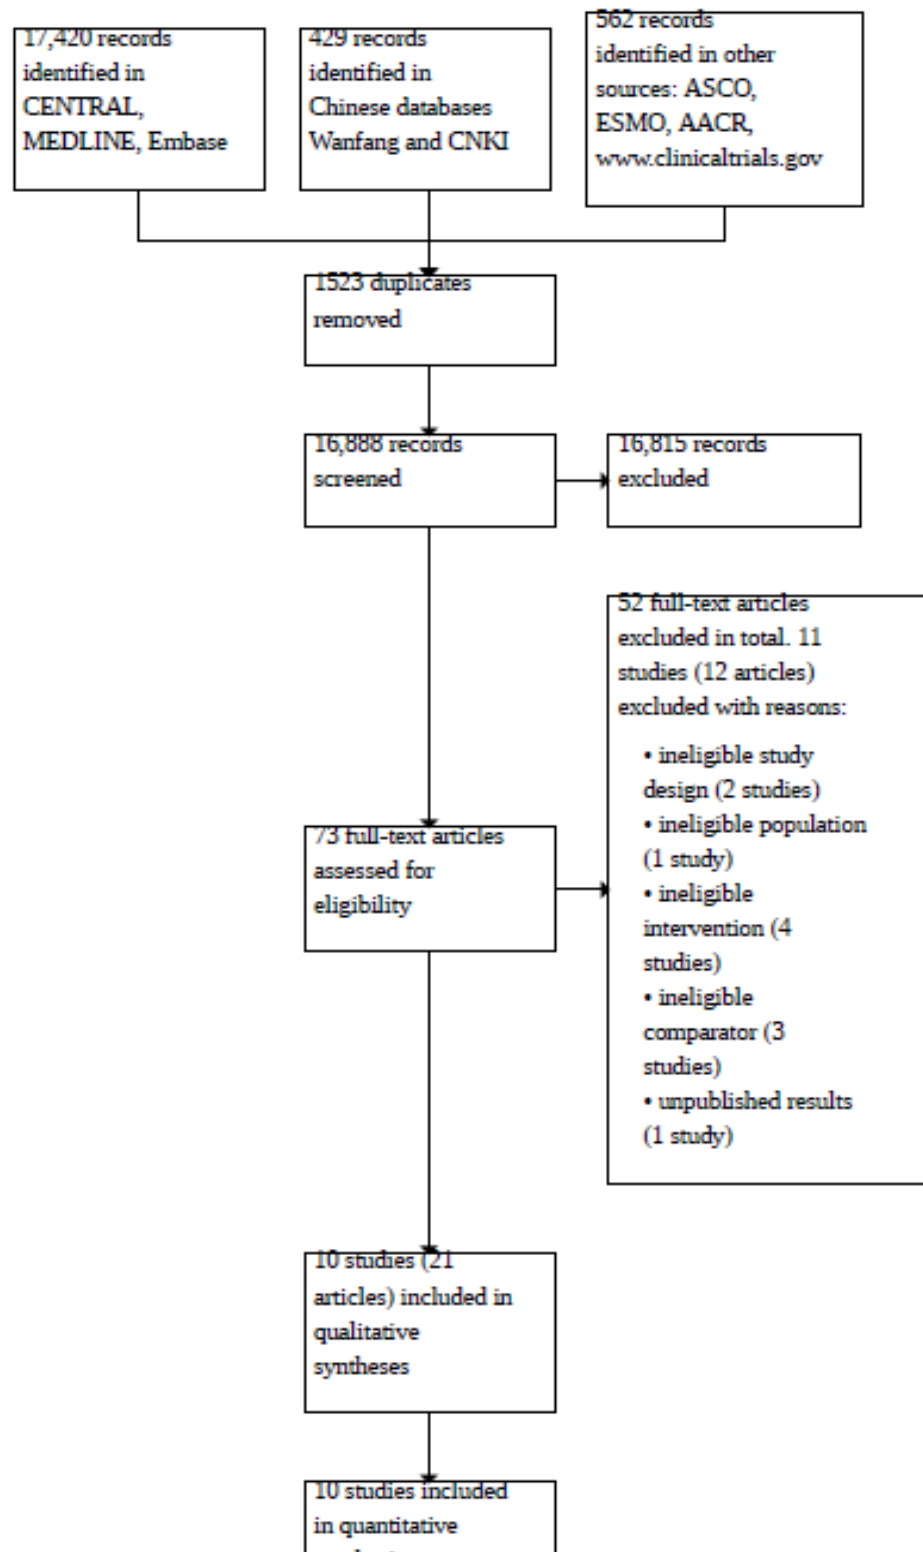 17,420 records
identified in
CENTRAL,
MEDLINE, Embase
429 records
identified in
Chinese databases
Wanfang and CNKI
562 records
identified in other
sources: ASCO,
ESMO, AACR,
www.clinicaltrials.gov
1523 duplicates
removed
16,888 records
screened
16,815 records
excluded
52 full-text articles
excluded in total. 11
studies (12 articles)
excluded with reasons:
• ineligible study
design (2 studies)
• ineligible population
(1 study)
• ineligible
intervention (4
studies)
• ineligible
comparator (3
studies)
• unpublished results
(1 study)
73 full-text articles
assessed for
eligibility
10 studies (21
articles) included in
qualitative
syntheses
10 studies included
in quantitative